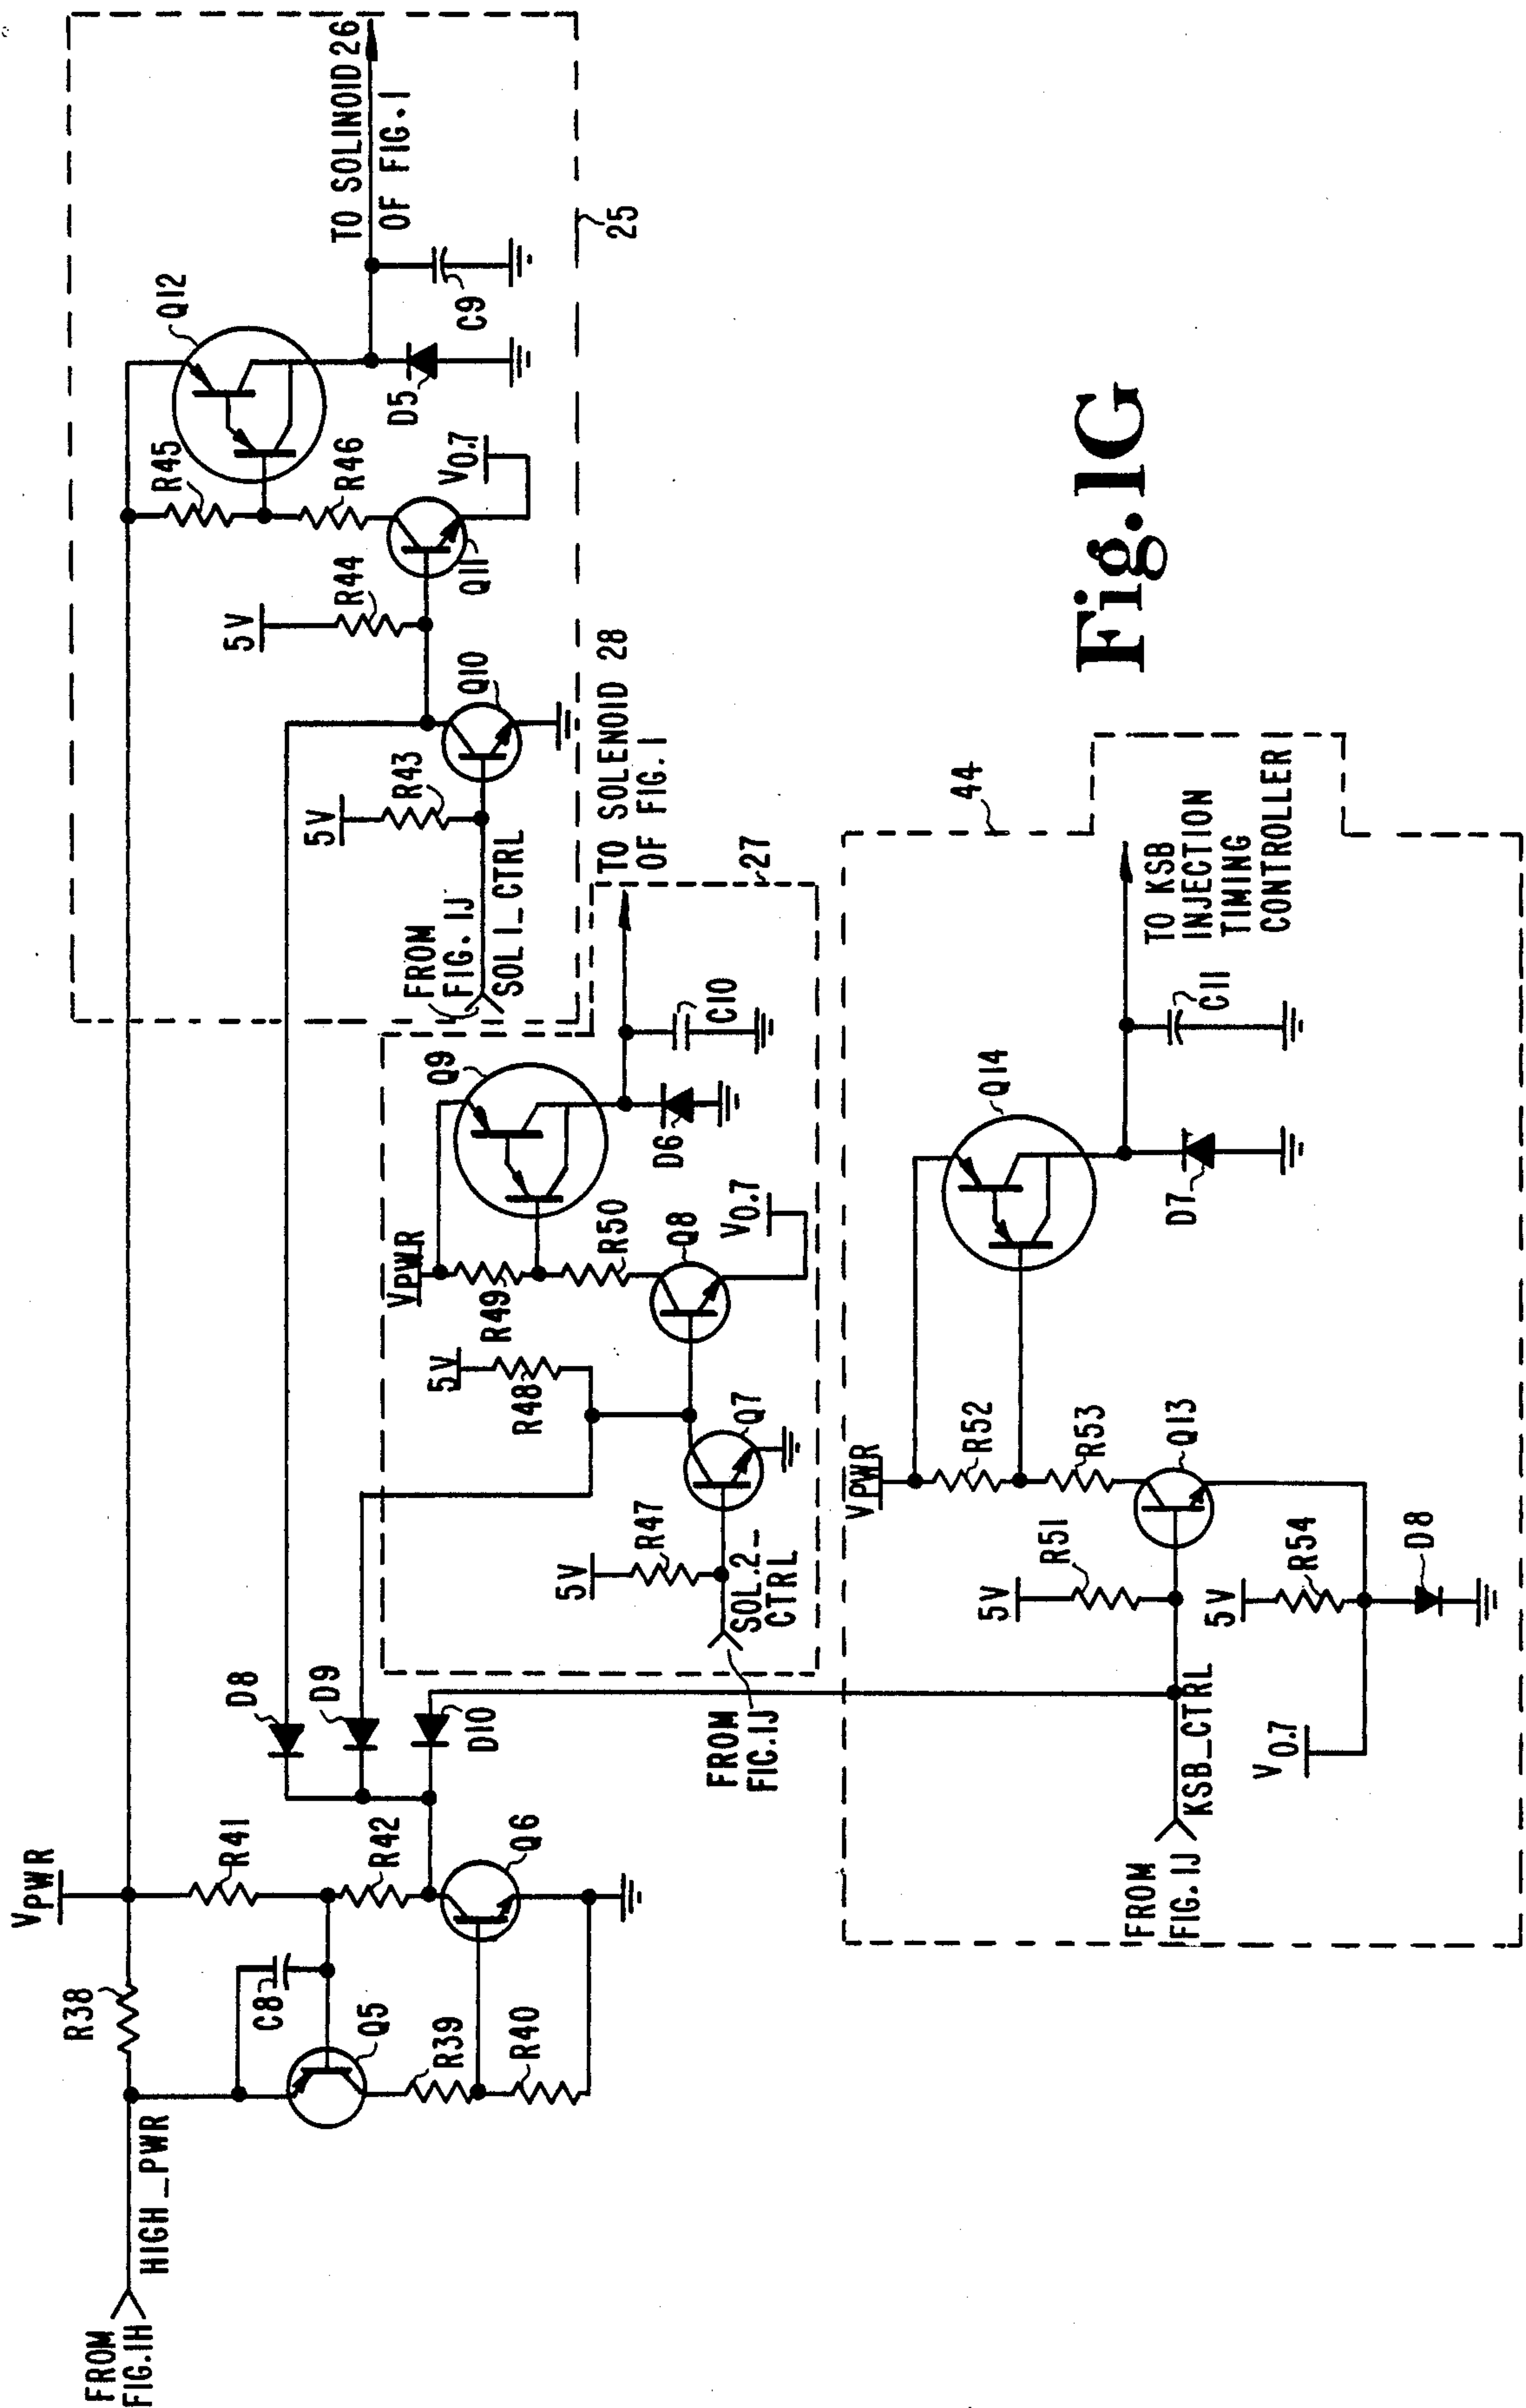 FROM
FIG.1H
HIGH_PWR
R38
VPWR
C8
Q5
R39
R40
R41
R42
Q6
D8
D9
D10
FROM
FIG.1J
SOL1_CTRL
5V
R43
Q10
5V
R44
Q11
R45
R46
V0.7
Q12
D5
C9
TO SOLINOID 26
OF FIG.1
25
FROM
FIC.1J
SOL.2_
CTRL
5V
R47
Q7
5V
R48
VPWR
R49
R50
Q8
V0.7
Q9
D6
C10
TO SOLENOID 28
OF FIG.1
27
FROM
FIG.1J
KSB_CTRL
V0.7
5V
R51
5V
R54
D8
Q13
VPWR
R52
R53
Q14
D7
C11
TO KSB
INJECTION
TIMING
CONTROLLER
44
Fig.1G